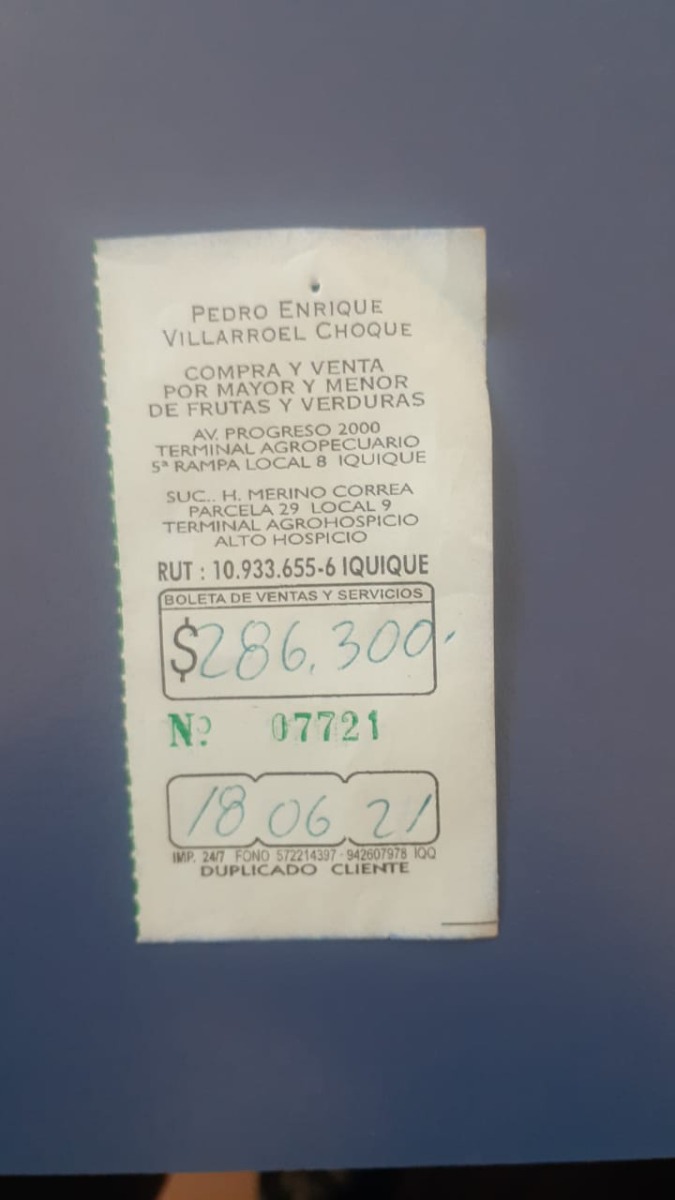 PEDRO ENRIQUE
VILLARROEL CHOQUE
COMPRA Y VENTA
POR MAYOR Y MENOR
DE FRUTAS Y VERDURAS
AV. PROGRESO 2000
TERMINAL AGROPECUARIO
5ª RAMPA LOCAL 8 IQUIQUE
SUC.. H. MERINO CORREA
PARCELA 29 LOCAL 9
TERMINAL AGROHOSPICIO
ALTO HOSPICIO
RUT : 10.933.655-6 IQUIQUE
BOLETA DE VENTAS Y SERVICIOS
$286.300.-
Nº 07721
18 06 21
IMP. 24/7 FONO 572214397 - 942607978 IQQ
DUPLICADO CLIENTE